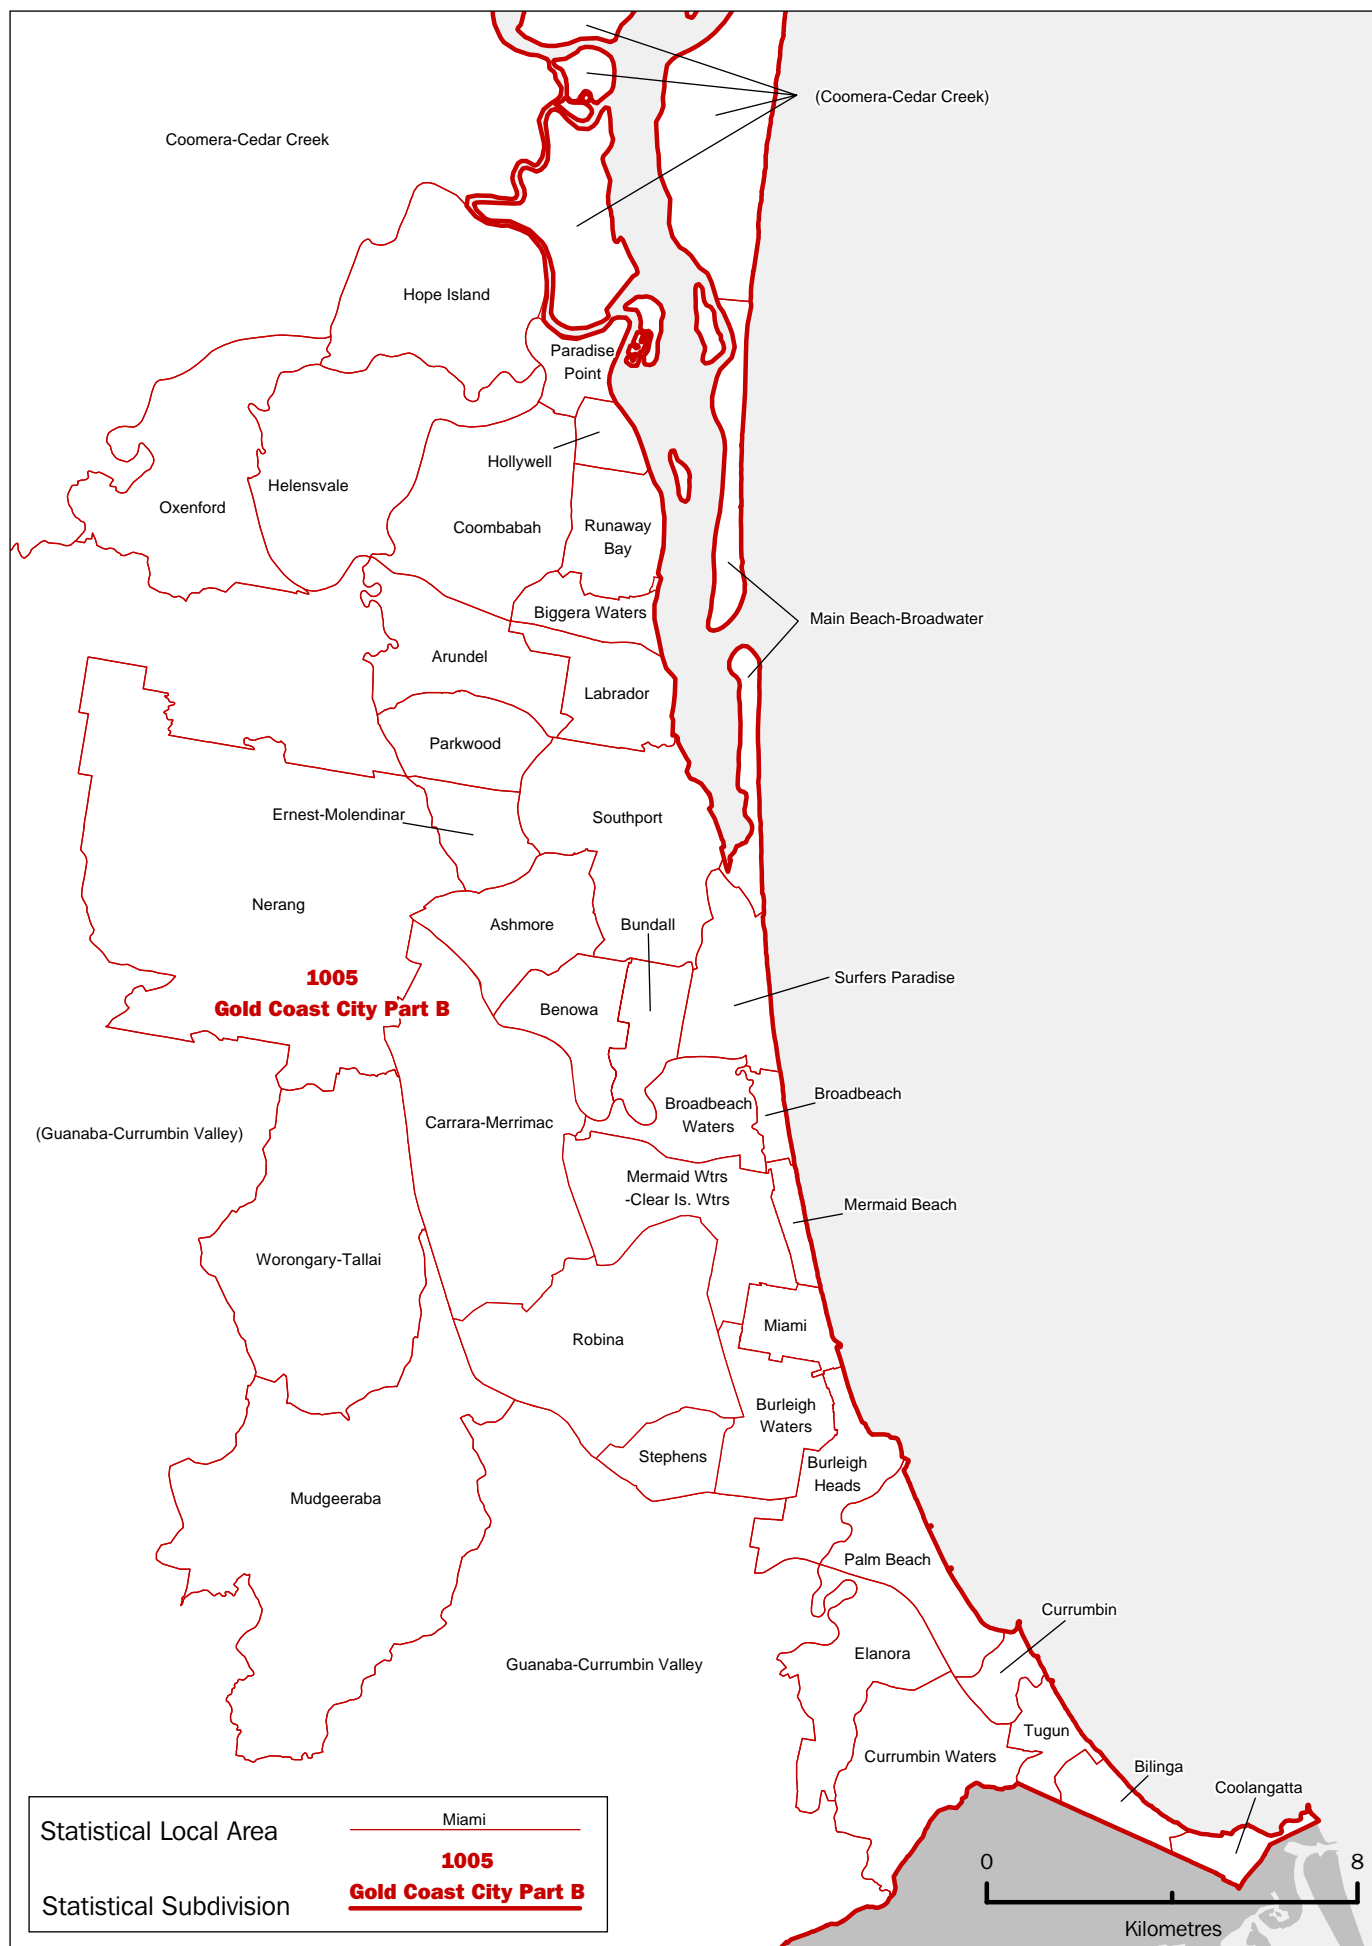 (Coomera-Cedar Creek)
Coomera-Cedar Creek
Hope Island
Paradise
Point
Hollywell
Helensvale
Oxenford
Coombabah
Runaway
Bay
Biggera Waters
Main Beach-Broadwater
Arundel
Labrador
Parkwood
Ernest-Molendinar
Southport
Nerang
Ashmore
Bundall
1005
Gold Coast City Part B
Surfers Paradise
Benowa
Broadbeach
Broadbeach
Waters
Carrara-Merrimac
(Guanaba-Currumbin Valley)
Mermaid Wtrs
-Clear Is. Wtrs
Mermaid Beach
Worongary-Tallai
Miami
Robina
Burleigh
Waters
Stephens
Burleigh
Heads
Mudgeeraba
Palm Beach
Currumbin
Elanora
Guanaba-Currumbin Valley
Tugun
Currumbin Waters
Bilinga
Coolangatta
Statistical Local Area
Miami
1005
Statistical Subdivision
Gold Coast City Part B
0 8
Kilometres